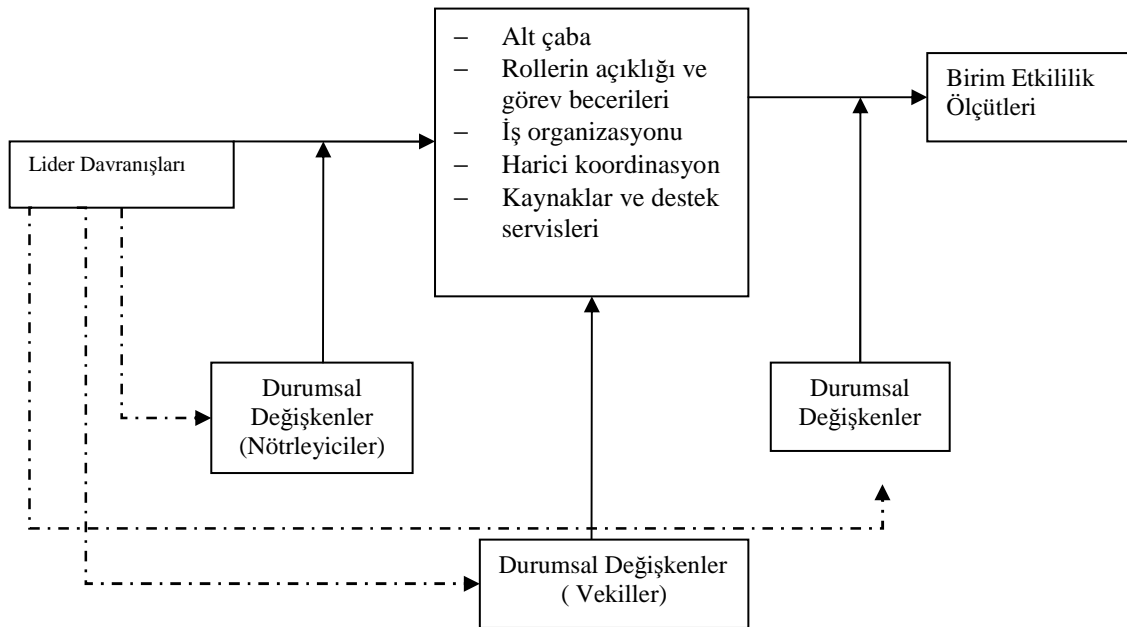 – Alt çaba
– Rollerin açıklığı ve
görev becerileri
– İş organizasyonu
– Harici koordinasyon
– Kaynaklar ve destek
servisleri
Birim Etkililik
Ölçütleri
Lider Davranışları
Durumsal
Değişkenler
(Nötrleyiciler)
Durumsal
Değişkenler
Durumsal Değişkenler
( Vekiller)